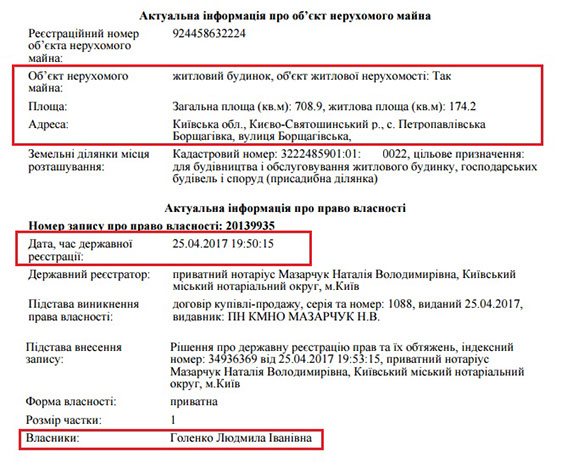 Актуальна інформація про об’єкт нерухомого майна
Реєстраційний номер 924458632224
об’єкта нерухомого
майна:
Об’єкт нерухомого житловий будинок, об'єкт житлової нерухомості: Так
майна:
Площа: Загальна площа (кв.м): 708.9, житлова площа (кв.м): 174.2
Адреса: Київська обл., Києво-Святошинський р., с. Петропавлівська
Борщагівка, вулиця Борщагівська,
Земельні ділянки місця Кадастровий номер: 3222485901:01: 0022, цільове призначення:
розташування: для будівництва і обслуговування житлового будинку, господарських
будівель і споруд (присадибна ділянка)
Актуальна інформація про право власності
Номер запису про право власності: 20139935
Дата, час державної 25.04.2017 19:50:15
реєстрації:
Державний реєстратор: приватний нотаріус Мазарчук Наталія Володимирівна, Київський
міський нотаріальний округ, м.Київ
Підстава виникнення договір купівлі-продажу, серія та номер: 1088, виданий 25.04.2017,
права власності: видавник: ПН КМНО МАЗАРЧУК Н.В.
Підстава внесення Рішення про державну реєстрацію прав та їх обтяжень, індексний
запису: номер: 34936369 від 25.04.2017 19:53:15, приватний нотаріус
Мазарчук Наталія Володимирівна, Київський міський нотаріальний
округ, м.Київ
Форма власності: приватна
Розмір частки: 1
Власники: Голенко Людмила Іванівна